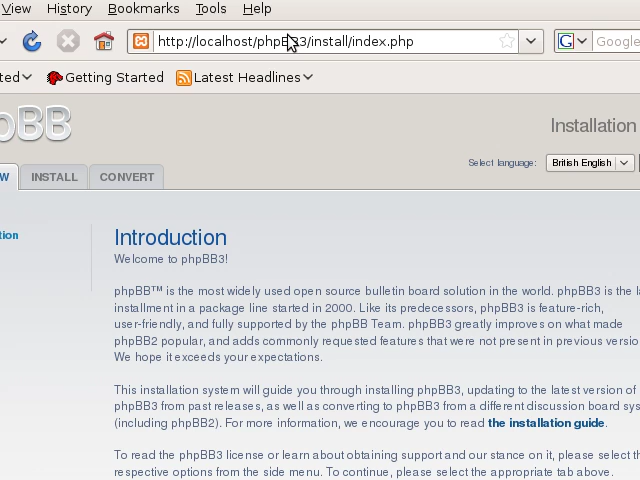 View History Bookmarks Tools Help
http://localhost/phpBB3/install/index.php
G Google
ted Getting Started Latest Headlines
pBB
Installation
Select language: British English
W INSTALL CONVERT
tion
Introduction
Welcome to phpBB3!
phpBB™ is the most widely used open source bulletin board solution in the world. phpBB3 is the la
installment in a package line started in 2000. Like its predecessors, phpBB3 is feature-rich,
user-friendly, and fully supported by the phpBB Team. phpBB3 greatly improves on what made
phpBB2 popular, and adds commonly requested features that were not present in previous versio
We hope it exceeds your expectations.
This installation system will guide you through installing phpBB3, updating to the latest version of
phpBB3 from past releases, as well as converting to phpBB3 from a different discussion board sys
(including phpBB2). For more information, we encourage you to read the installation guide.
To read the phpBB3 license or learn about obtaining support and our stance on it, please select th
respective options from the side menu. To continue, please select the appropriate tab above.